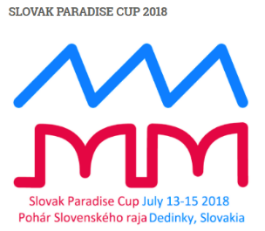 SLOVAK PARADISE CUP 2018
Slovak Paradise Cup July 13-15 2018
Pohár Slovenského raja Dedinky, Slovakia